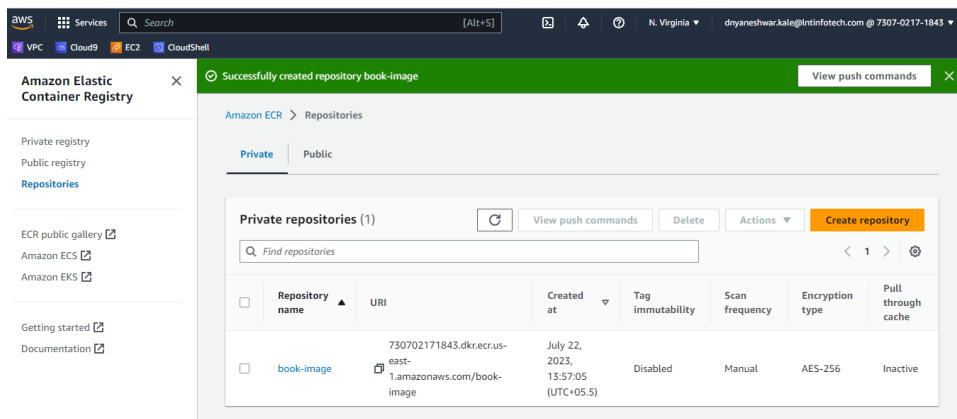 aws Services Search [Alt+S] N. Virginia ▼ dnyaneshwar.kale@lntinfotech.com @ 7307-0217-1843 ▼
VPC Cloud9 EC2 CloudShell
Amazon Elastic
Container Registry
Private registry
Public registry
Repositories
ECR public gallery
Amazon ECS
Amazon EKS
Getting started
Documentation
Successfully created repository book-image View push commands
Amazon ECR > Repositories
Private Public
Private repositories (1) View push commands Delete Actions ▼ Create repository
Find repositories < 1 >
Repository
name ▲
URI
Created
at
Tag
immutability
Scan
frequency
Encryption
type
Pull
through
cache
book-image
730702171843.dkr.ecr.us-
east-
1.amazonaws.com/book-
image
July 22,
2023,
13:57:05
(UTC+05.5)
Disabled
Manual
AES-256
Inactive